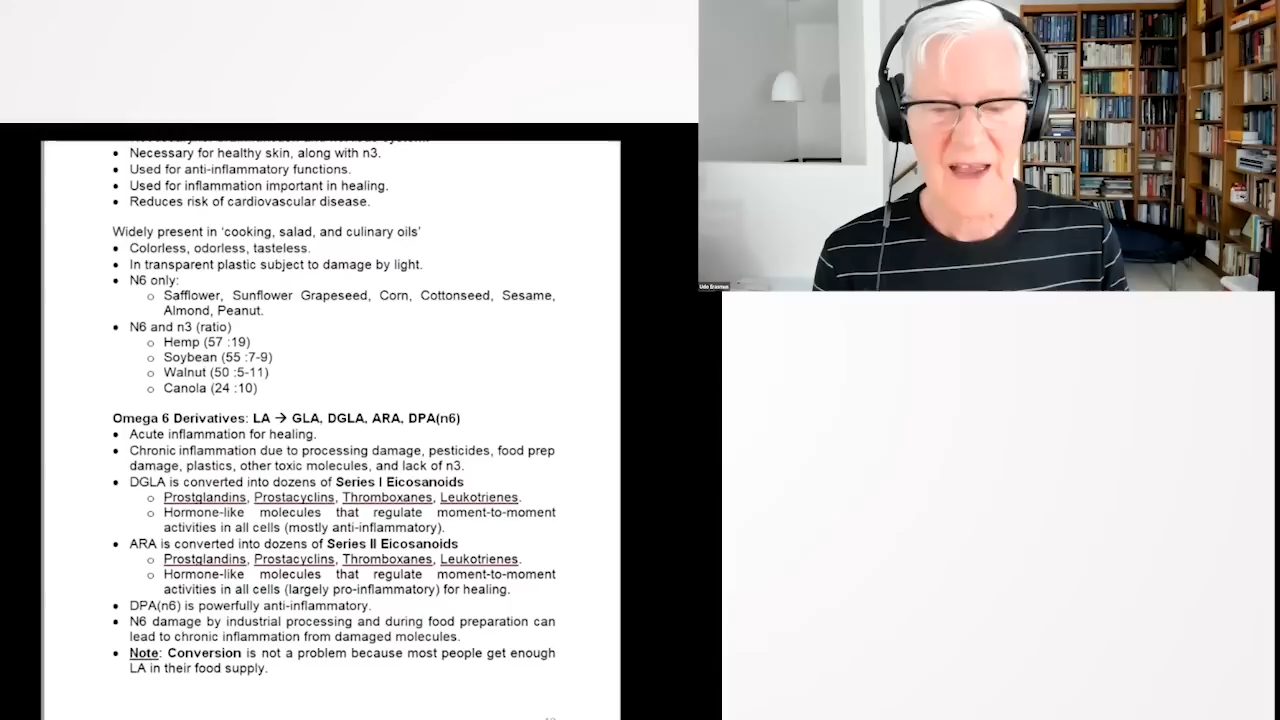 Necessary for healthy skin, along with n3.
Used for anti-inflammatory functions.
Used for inflammation important in healing.
Reduces risk of cardiovascular disease.
Widely present in ‘cooking, salad, and culinary oils’
Colorless, odorless, tasteless.
In transparent plastic subject to damage by light.
N6 only:
Safflower, Sunflower Grapeseed, Corn, Cottonseed, Sesame,
Almond, Peanut.
N6 and n3 (ratio)
Hemp (57 :19)
Soybean (55 :7-9)
Walnut (50 :5-11)
Canola (24 :10)
Omega 6 Derivatives: LA → GLA, DGLA, ARA, DPA(n6)
Acute inflammation for healing.
Chronic inflammation due to processing damage, pesticides, food prep
damage, plastics, other toxic molecules, and lack of n3.
DGLA is converted into dozens of Series I Eicosanoids
Prostglandins, Prostacyclins, Thromboxanes, Leukotrienes.
Hormone-like molecules that regulate moment-to-moment
activities in all cells (mostly anti-inflammatory).
ARA is converted into dozens of Series II Eicosanoids
Prostglandins, Prostacyclins, Thromboxanes, Leukotrienes.
Hormone-like molecules that regulate moment-to-moment
activities in all cells (largely pro-inflammatory) for healing.
DPA(n6) is powerfully anti-inflammatory.
N6 damage by industrial processing and during food preparation can
lead to chronic inflammation from damaged molecules.
Note: Conversion is not a problem because most people get enough
LA in their food supply.